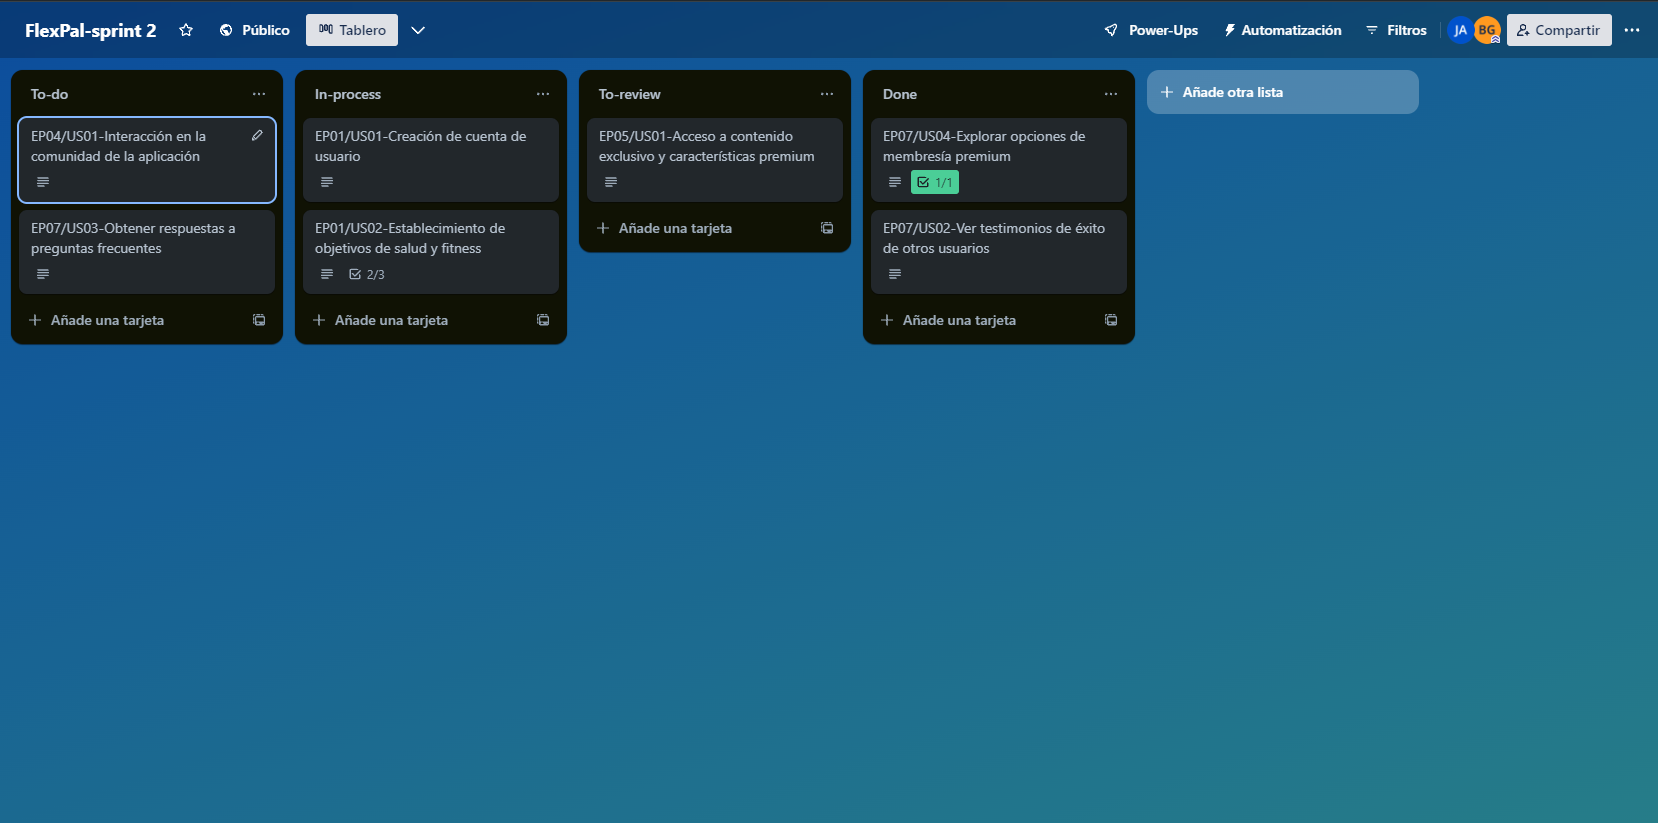 FlexPal-sprint 2
Público
Tablero
Power-Ups
Automatización
Filtros
JA
BG
Compartir
To-do
EP04/US01-Interacción en la
comunidad de la aplicación
EP07/US03-Obtener respuestas a
preguntas frecuentes
Añade una tarjeta
In-process
EP01/US01-Creación de cuenta de
usuario
EP01/US02-Establecimiento de
objetivos de salud y fitness
2/3
Añade una tarjeta
To-review
EP05/US01-Acceso a contenido
exclusivo y características premium
Añade una tarjeta
Done
EP07/US04-Explorar opciones de
membresía premium
1/1
EP07/US02-Ver testimonios de éxito
de otros usuarios
Añade una tarjeta
Añade otra lista